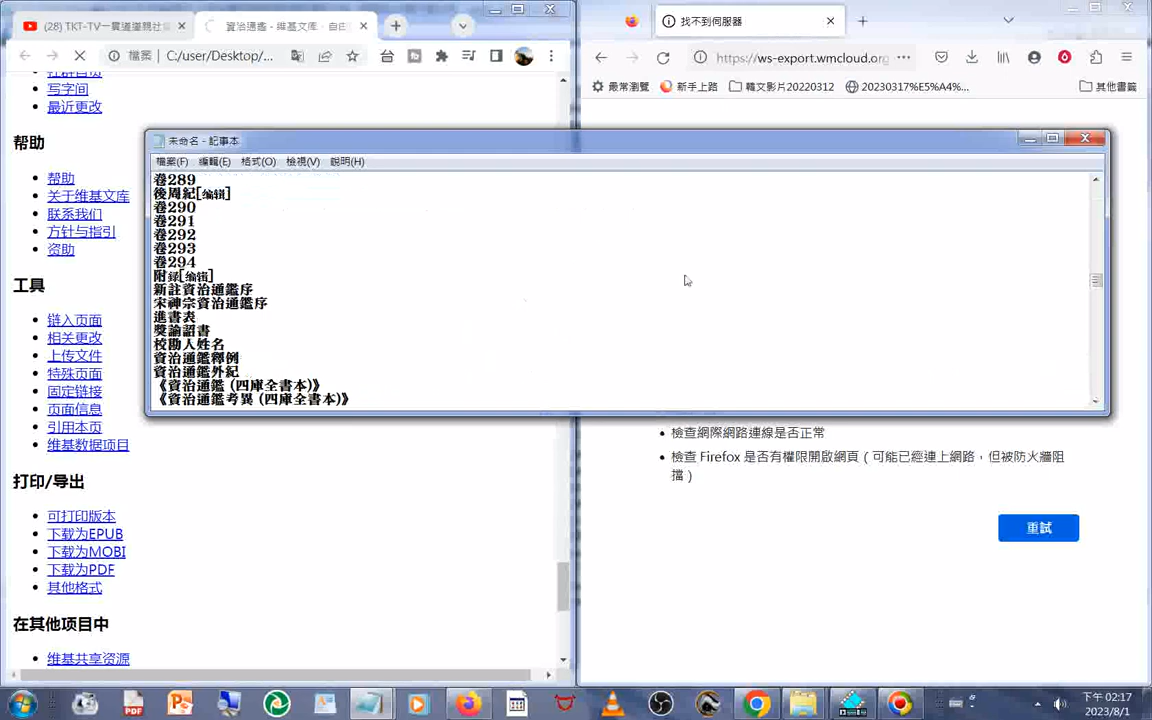 (28) TKT-TV一貫道道親社
資治通鑑 - 维基文库，自由
找不到伺服器
檔案
C:/user/Desktop/...
https://ws-export.wmcloud.org
最常瀏覽
新手上路
韓文影片20220312
20230317%E5%A4%...
其他書籤
写字间
最近更改
帮助
帮助
关于维基文库
联系我们
方针与指引
资助
工具
链入页面
相关更改
上传文件
特殊页面
固定链接
页面信息
引用本页
维基数据项目
打印/导出
可打印版本
下载为EPUB
下载为MOBI
下载为PDF
其他格式
在其他项目中
维基共享资源
未命名 - 記事本
檔案(F) 編輯(E) 格式(O) 檢視(V) 說明(H)
卷289
後周紀[编辑]
卷290
卷291
卷292
卷293
卷294
附錄[编辑]
新註資治通鑑序
宋神宗資治通鑑序
進書表
獎諭詔書
校勘人姓名
資治通鑑釋例
資治通鑑外紀
《資治通鑑 (四庫全書本)》
《資治通鑑考異 (四庫全書本)》
檢查網際網路連線是否正常
檢查 Firefox 是否有權限開啟網頁（可能已經連上網路，但被防火牆阻
擋）
重試
下午 02:17
2023/8/1